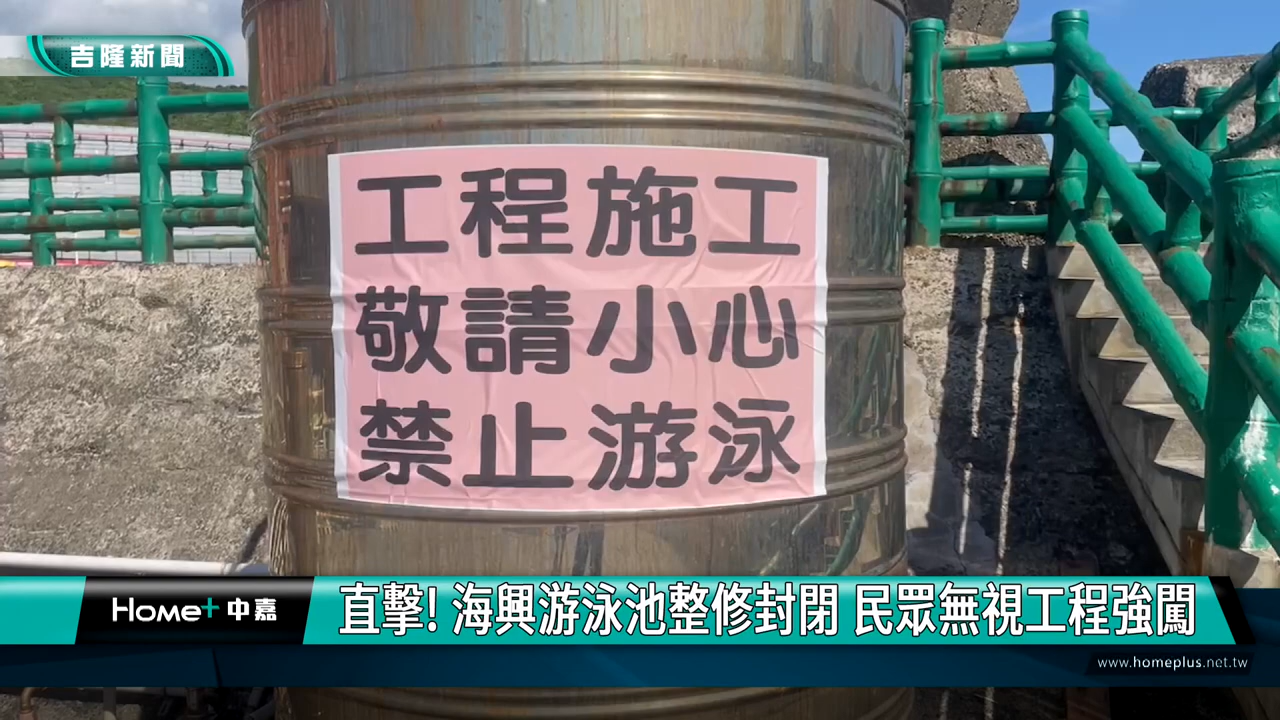 吉隆新聞
工程施工
敬請小心
禁止游泳
Home+ 中嘉
直擊! 海興游泳池整修封閉 民眾無視工程強闖
www.homeplus.net.tw